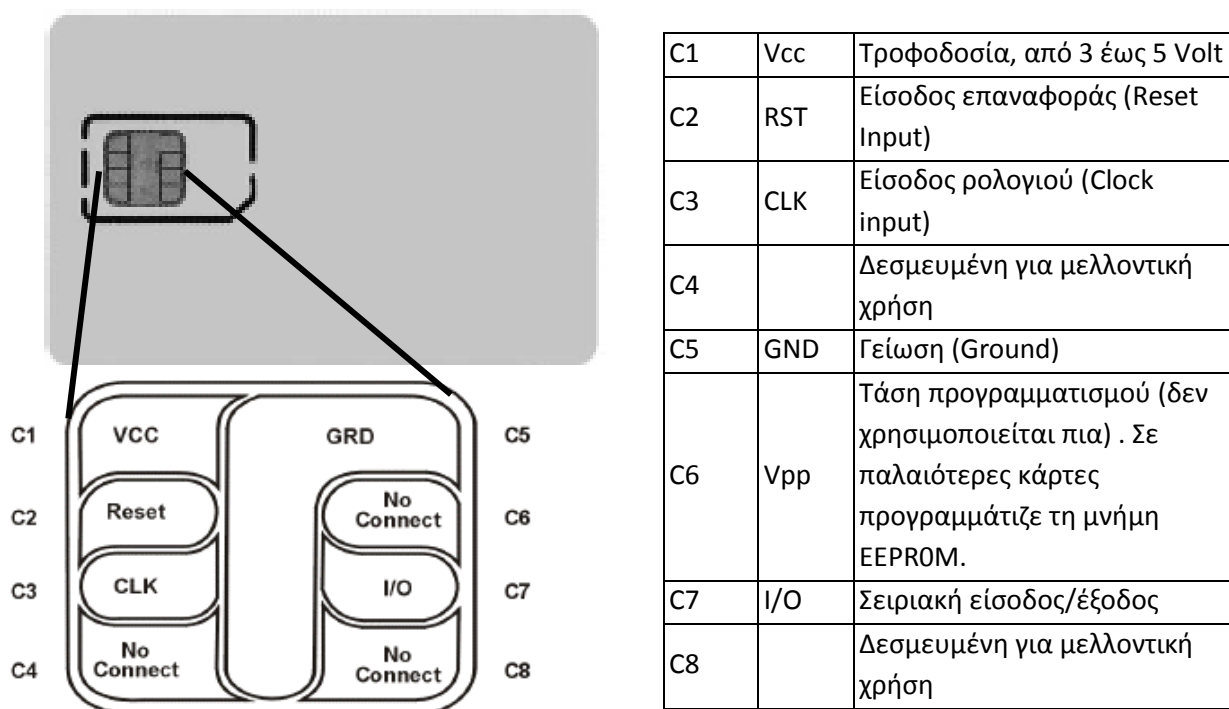 C1 VCC GRD C5
C2 Reset No Connect C6
C3 CLK I/O C7
C4 No Connect No Connect C8
C1 Vcc Τροφοδοσία, από 3 έως 5 Volt
C2 RST Είσοδος επαναφοράς (Reset
Input)
C3 CLK Είσοδος ρολογιού (Clock
input)
C4 Δεσμευμένη για μελλοντική
χρήση
C5 GND Γείωση (Ground)
C6 Vpp Τάση προγραμματισμού (δεν
χρησιμοποιείται πια) . Σε
παλαιότερες κάρτες
προγραμμάτιζε τη μνήμη
EEPR0M.
C7 I/O Σειριακή είσοδος/έξοδος
C8 Δεσμευμένη για μελλοντική
χρήση